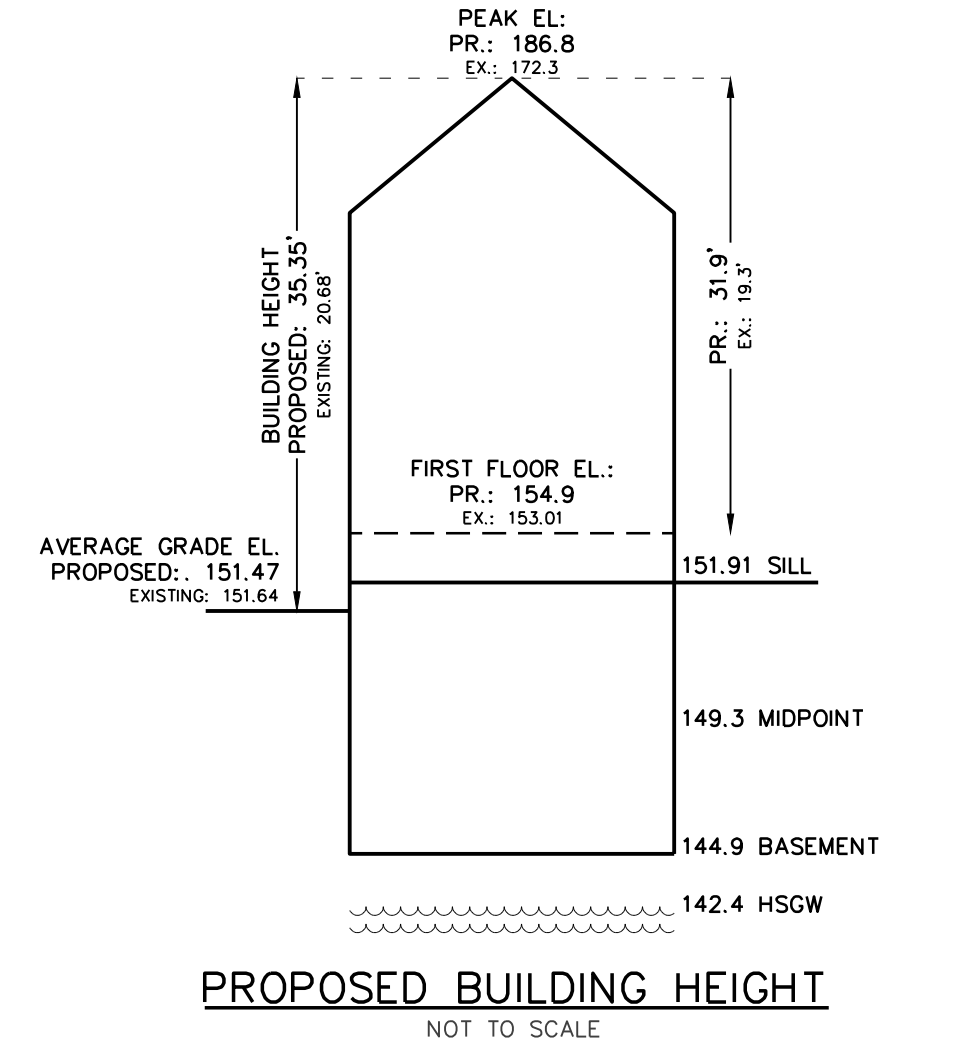 PEAK EL:
PR.: 186.8
EX.: 172.3
BUILDING HEIGHT
PROPOSED: 35.35'
EXISTING: 20.68'
PR.: 31.9'
EX.: 19.3'
FIRST FLOOR EL.:
PR.: 154.9
EX.: 153.01
AVERAGE GRADE EL.
PROPOSED:. 151.47
EXISTING: 151.64
151.91 SILL
149.3 MIDPOINT
144.9 BASEMENT
142.4 HSGW
PROPOSED BUILDING HEIGHT
NOT TO SCALE